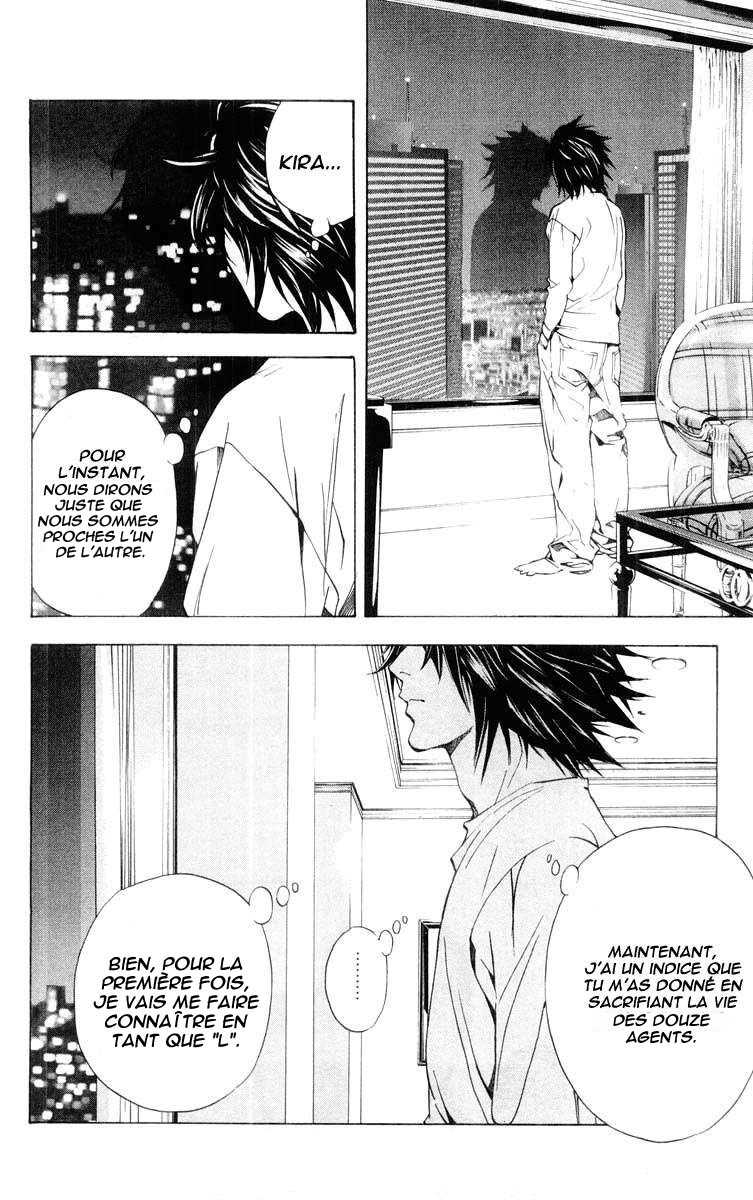 KIRA...
POUR
L'INSTANT,
NOUS DIRONS
JUSTE QUE
NOUS SOMMES
PROCHES L'UN
DE L'AUTRE.
MAINTENANT,
J'AI UN INDICE QUE
TU M'AS DONNÉ EN
SACRIFIANT LA VIE
DES DOUZE
AGENTS.
........
BIEN, POUR LA
PREMIÈRE FOIS,
JE VAIS ME FAIRE
CONNAÎTRE EN
TANT QUE "L".